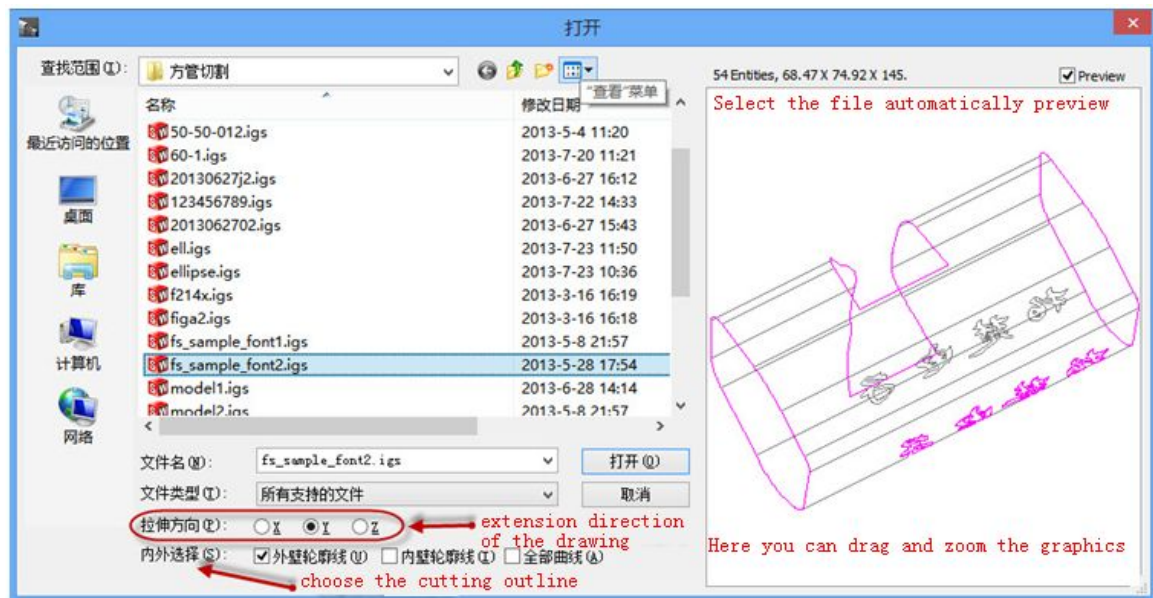 打开
查找范围(I):
方管切割
54 Entities, 68.47 X 74.92 X 145.
Preview
最近访问的位置
桌面
库
计算机
网络
名称
修改日期
"查看"菜单
50-50-012.igs 2013-5-4 11:20
60-1.igs 2013-7-20 11:21
20130627j2.igs 2013-6-27 16:12
123456789.igs 2013-7-22 14:33
2013062702.igs 2013-6-27 15:43
ell.igs 2013-7-23 11:50
ellipse.igs 2013-7-23 10:36
f214x.igs 2013-3-16 16:19
figa2.igs 2013-3-16 16:18
fs_sample_font1.igs 2013-5-8 21:57
fs_sample_font2.igs 2013-5-28 17:54
model1.igs 2013-6-28 14:14
model2.igs 2013-5-8 21:57
文件名(N): fs_sample_font2.igs 打开(O)
文件类型(T): 所有支持的文件 取消
拉伸方向(P): X Y Z
extension direction
of the drawing
内外选择(S): 外壁轮廓线(U) 内壁轮廓线(I) 全部曲线(A)
choose the cutting outline
Select the file automatically preview
Here you can drag and zoom the graphics